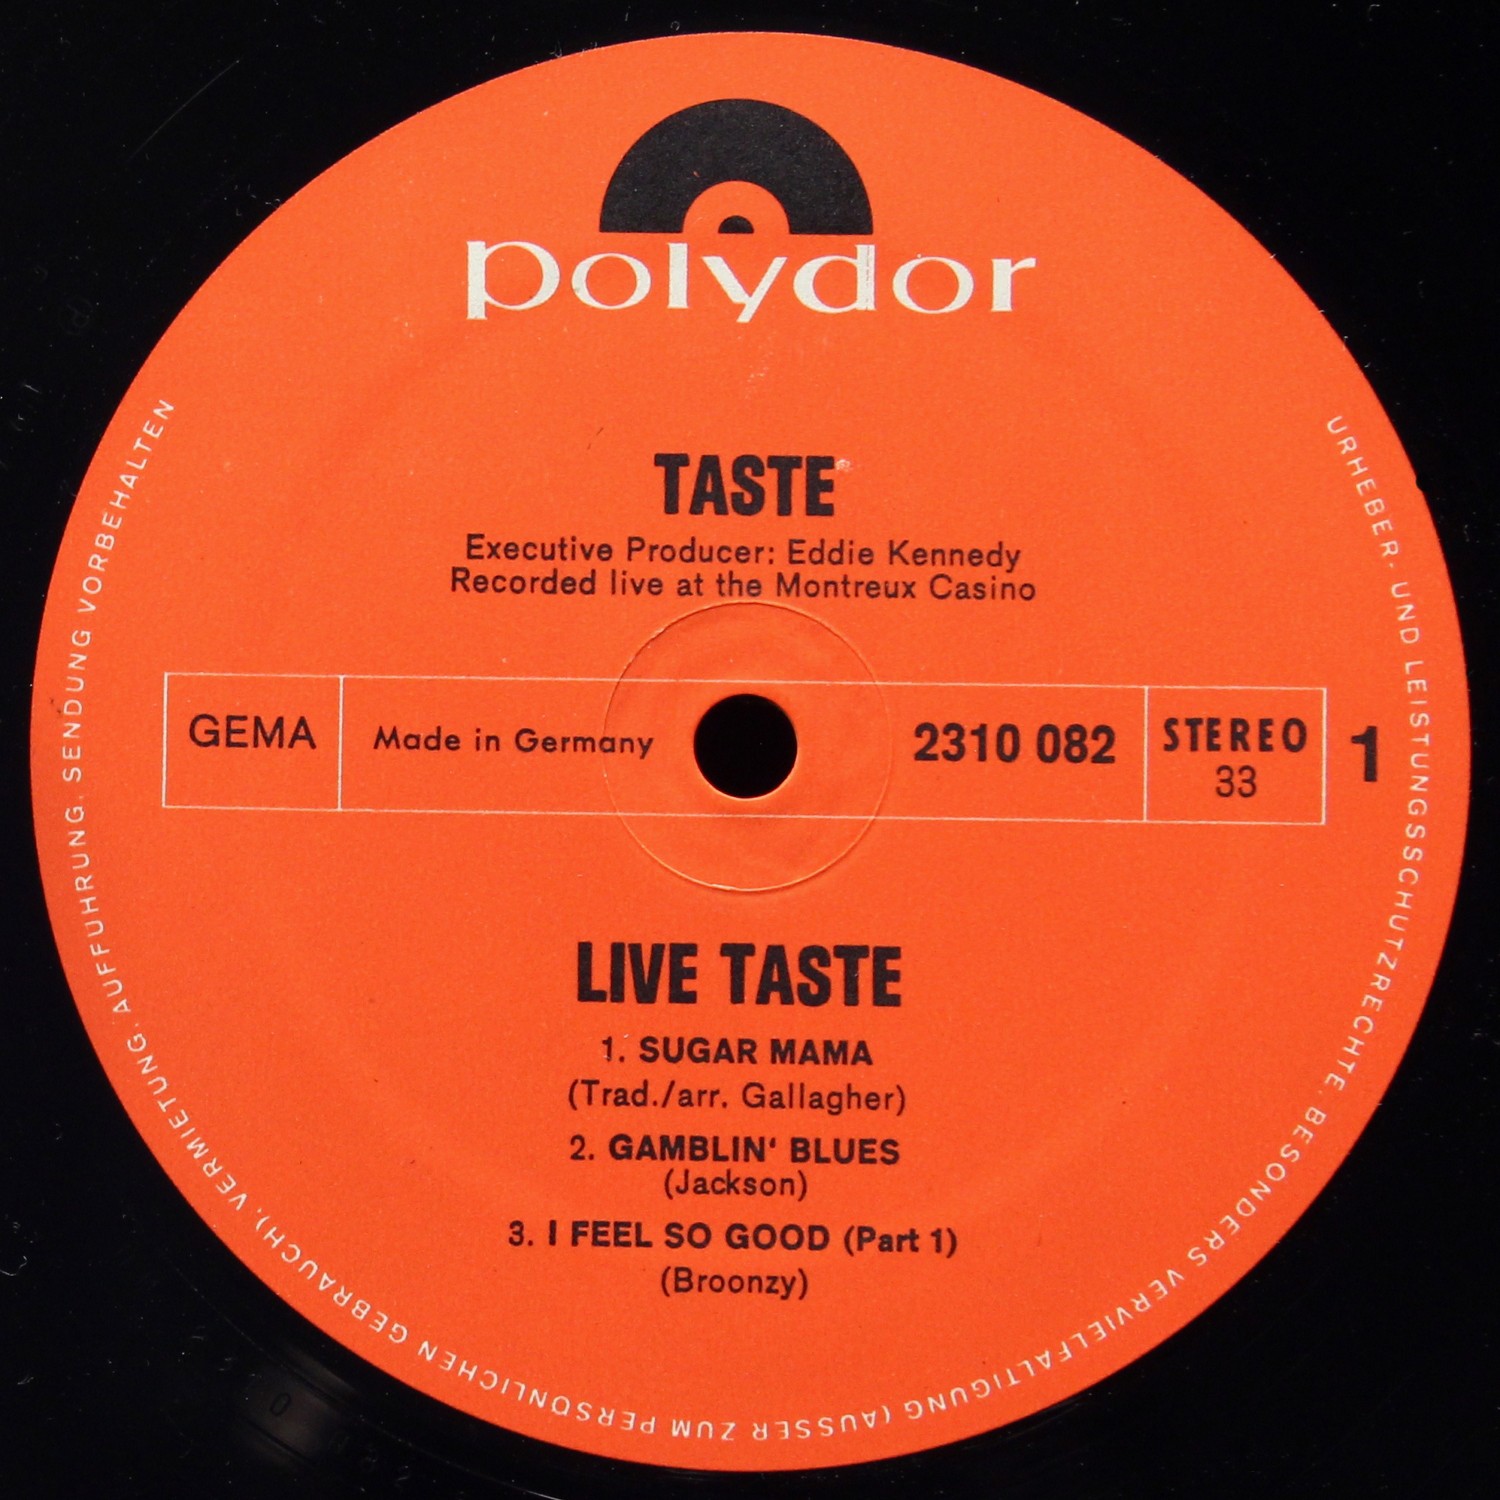 polydor
TASTE
Executive Producer: Eddie Kennedy
Recorded live at the Montreux Casino
GEMA
Made in Germany
2310 082
STEREO
33
1
LIVE TASTE
1. SUGAR MAMA
(Trad./arr. Gallagher)
2. GAMBLIN' BLUES
(Jackson)
3. I FEEL SO GOOD (Part 1)
(Broonzy)
URHEBER- UND LEISTUNGSSCHUTZRECHTE, BESONDERS VERVIELFÄLTIGUNG (AUSSER ZUM PERSÖNLICHEN GEBRAUCH), VERMIETUNG, AUFFÜHRUNG, SENDUNG VORBEHALTEN